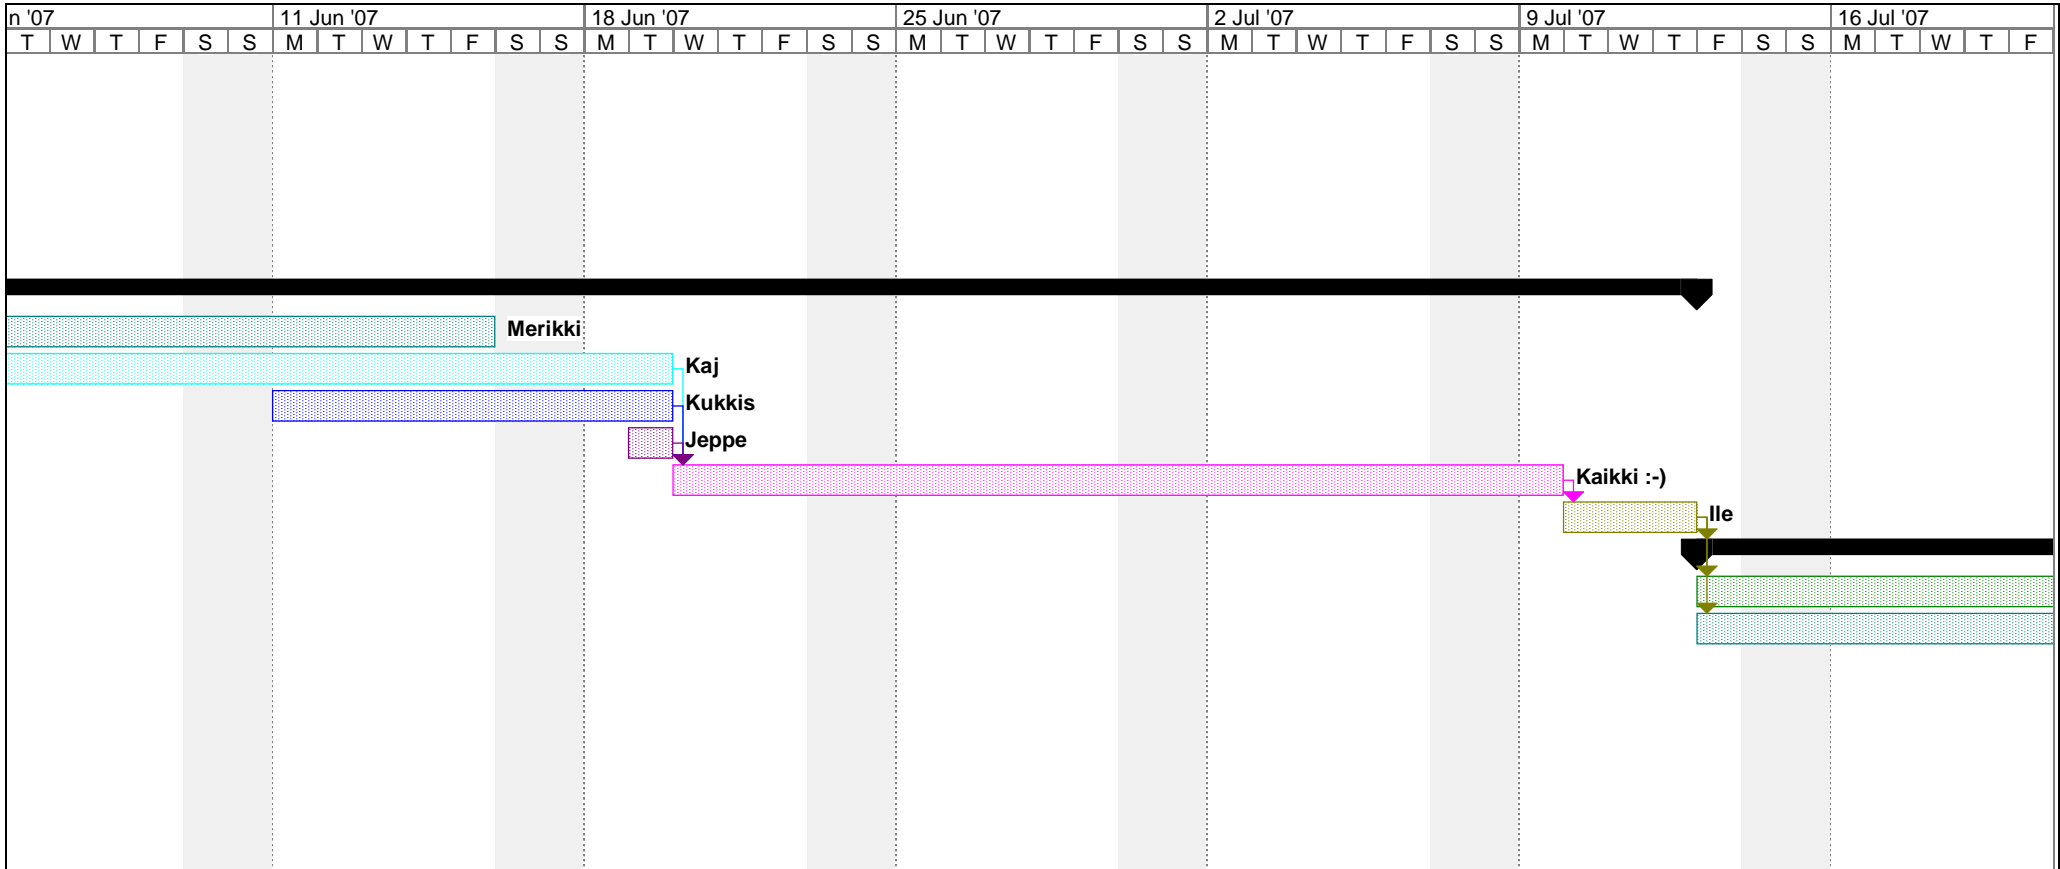 n '07 11 Jun '07 18 Jun '07 25 Jun '07 2 Jul '07 9 Jul '07 16 Jul '07
T W T F S S M T W T F S S M T W T F S S M T W T F S S M T W T F S S M T W T F S S M T W T F
Merikki
Kaj
Kukkis
Jeppe
Kaikki :-)
Ile